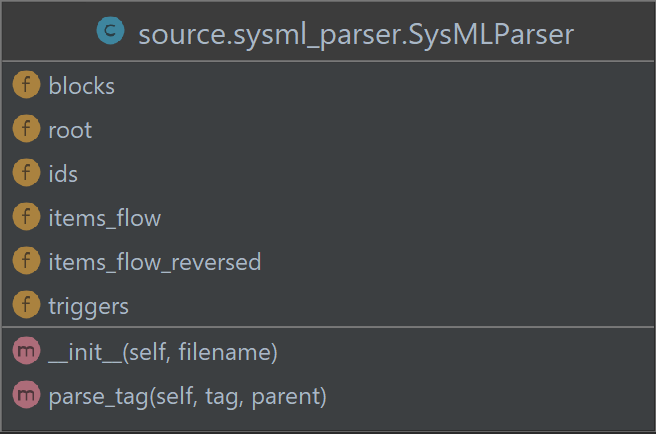 C source.sysml_parser.SysMLParser
f blocks
f root
f ids
f items_flow
f items_flow_reversed
f triggers
m __init__(self, filename)
m parse_tag(self, tag, parent)